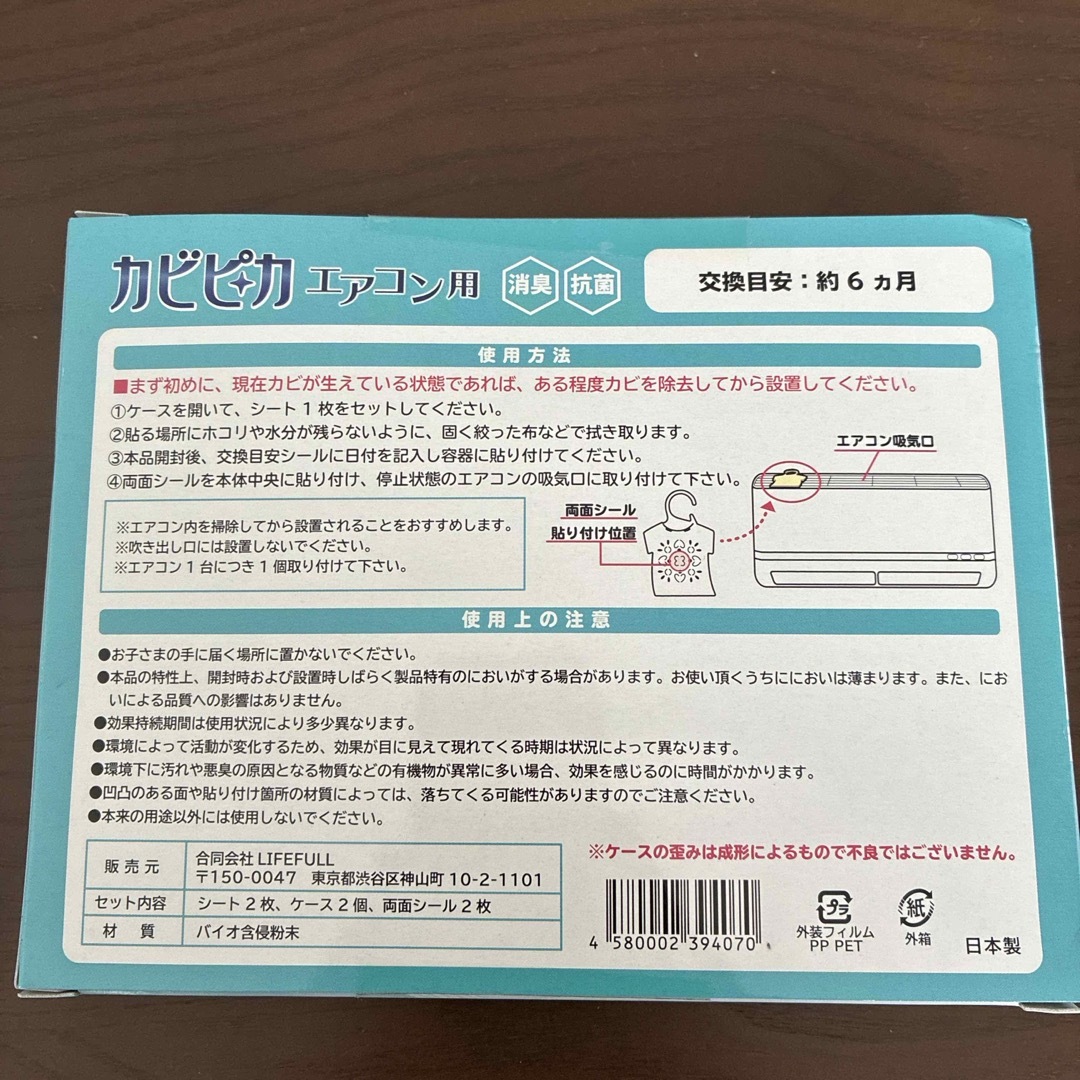 カビピカ エアコン用 消臭 抗菌 交換目安：約6ヵ月
使用方法
■まず初めに、現在カビが生えている状態であれば、ある程度カビを除去してから設置してください。
①ケースを開いて、シート1枚をセットしてください。
②貼る場所にホコリや水分が残らないように、固く絞った布などで拭き取ります。
③本品開封後、交換目安シールに日付を記入し容器に貼り付けてください。
④両面シールを本体中央に貼り付け、停止状態のエアコンの吸気口に取り付けて下さい。
エアコン吸気口
両面シール
貼り付け位置
※エアコン内を掃除してから設置されることをおすすめします。
※吹き出し口には設置しないでください。
※エアコン1台につき1個取り付けて下さい。
使用上の注意
●お子さまの手に届く場所に置かないでください。
●本品の特性上、開封時および設置時しばらく製品特有のにおいがする場合があります。お使い頂くうちににおいは薄まります。また、にお
いによる品質への影響はありません。
●効果持続期間は使用状況により多少異なります。
●環境によって活動が変化するため、効果が目に見えて現れてくる時期は状況によって異なります。
●環境下に汚れや悪臭の原因となる物質などの有機物が異常に多い場合、効果を感じるのに時間がかかります。
●凹凸のある面や貼り付け箇所の材質によっては、落ちてくる可能性がありますのでご注意ください。
●本来の用途以外には使用しないでください。
販売元 合同会社LIFEFULL
〒150-0047 東京都渋谷区神山町10-2-1101
セット内容 シート2枚、ケース2個、両面シール2枚
材質 バイオ含侵粉末
※ケースの歪みは成形によるもので不良ではございません。
4 580002 394070
プラ
外装フィルム
PP PET
紙
外箱
日本製